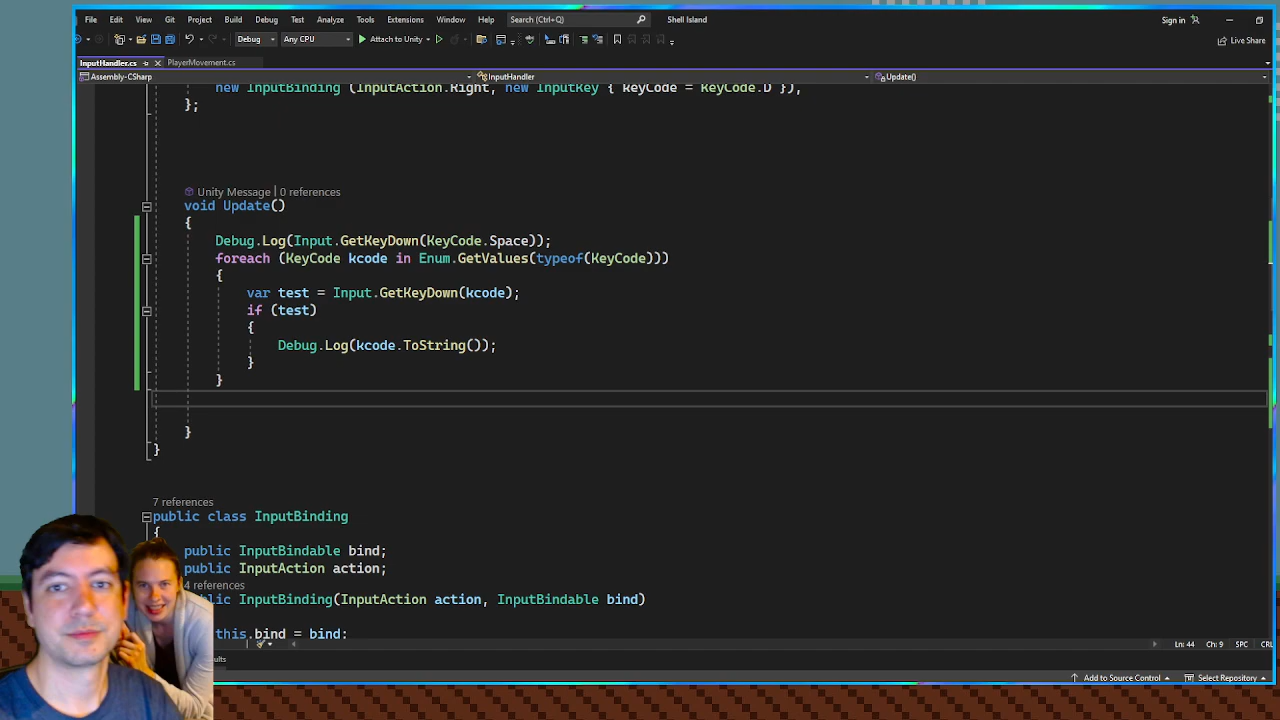 File Edit View Git Project Build Debug Test Analyze Tools Extensions Window Help Search (Ctrl+Q) Shell Island Sign in
Debug Any CPU Attach to Unity Live Share
InputHandler.cs PlayerMovement.cs
Assembly-CSharp InputHandler Update()
new InputBinding (InputAction.Right, new InputKey { keyCode = KeyCode.D }),
};
Unity Message | 0 references
void Update()
{
Debug.Log(Input.GetKeyDown(KeyCode.Space));
foreach (KeyCode kcode in Enum.GetValues(typeof(KeyCode)))
{
var test = Input.GetKeyDown(kcode);
if (test)
{
Debug.Log(kcode.ToString());
}
}
}
}
7 references
public class InputBinding
{
public InputBindable bind;
public InputAction action;
4 references
public InputBinding(InputAction action, InputBindable bind)
this.bind = bind;
Ln: 44 Ch: 9 SPC
Add to Source Control Select Repository